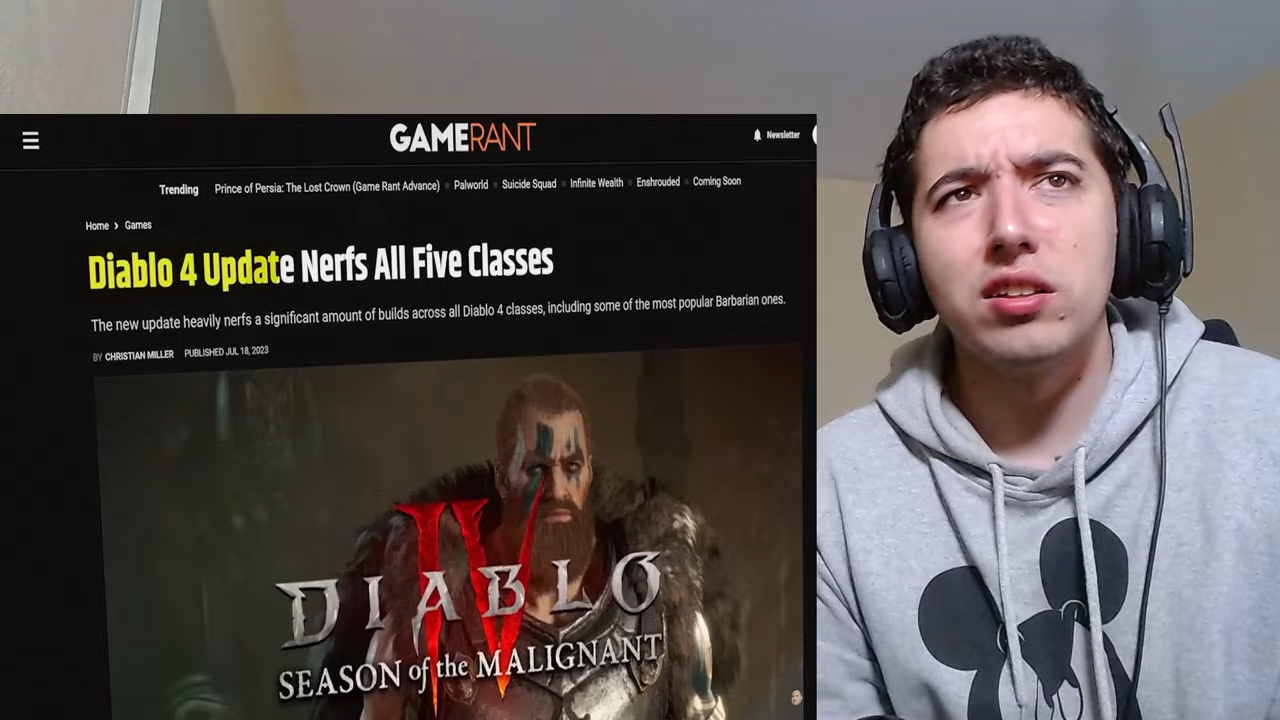 GAMERANT
Newsletter
Trending Prince of Persia: The Lost Crown (Game Rant Advance) Palworld Suicide Squad Infinite Wealth Enshrouded Coming Soon
Home > Games
Diablo 4 Update Nerfs All Five Classes
The new update heavily nerfs a significant amount of builds across all Diablo 4 classes, including some of the most popular Barbarian ones.
BY CHRISTIAN MILLER PUBLISHED JUL 18, 2023
IV
DIABLO
SEASON of the MALIGNANT